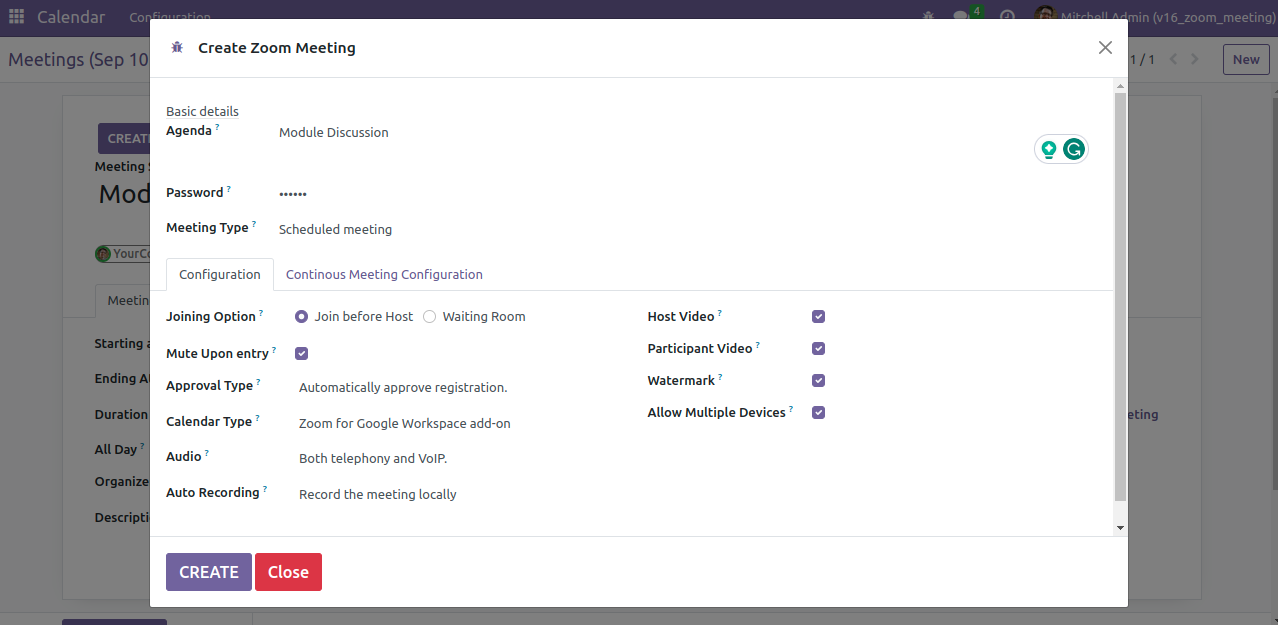 Calendar Configuration 4 Mitchell Admin (v16_zoom_meeting)
Create Zoom Meeting
Meetings (Sep 10 1 / 1 New
Basic details
Agenda ? Module Discussion
CREAT
Meeting
Mod
Password ? ••••••
Meeting Type ? Scheduled meeting
YourCo
Configuration Continous Meeting Configuration
Meetin
Joining Option ? Join before Host Waiting Room Host Video ?
Starting a
Mute Upon entry ? Participant Video ?
Ending At
Approval Type ? Automatically approve registration. Watermark ?
Duration
Calendar Type ? Zoom for Google Workspace add-on Allow Multiple Devices ?
eting
All Day ?
Audio ? Both telephony and VoIP.
Organize
Auto Recording ? Record the meeting locally
Descripti
CREATE Close